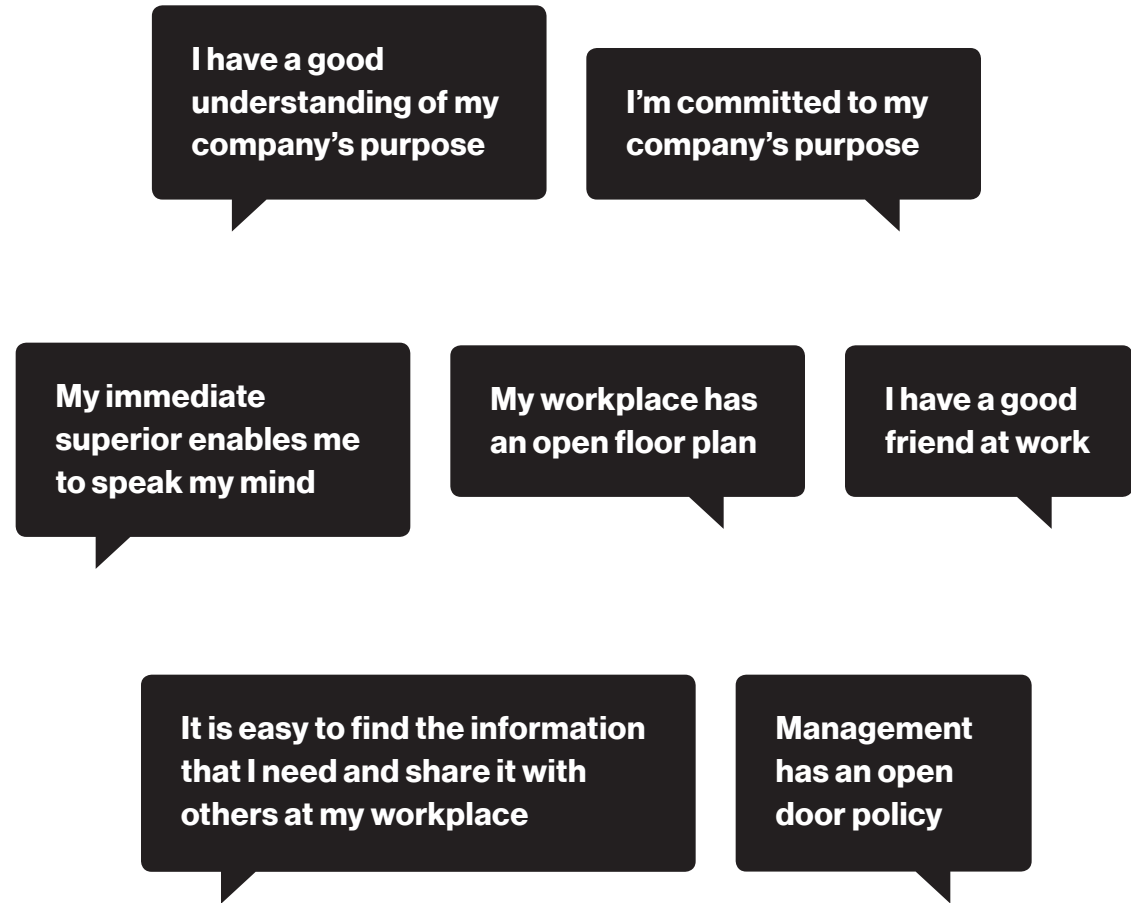 I have a good
understanding of my
company’s purpose
I’m committed to my
company’s purpose
My immediate
superior enables me
to speak my mind
My workplace has
an open floor plan
I have a good
friend at work
It is easy to find the information
that I need and share it with
others at my workplace
Management
has an open
door policy